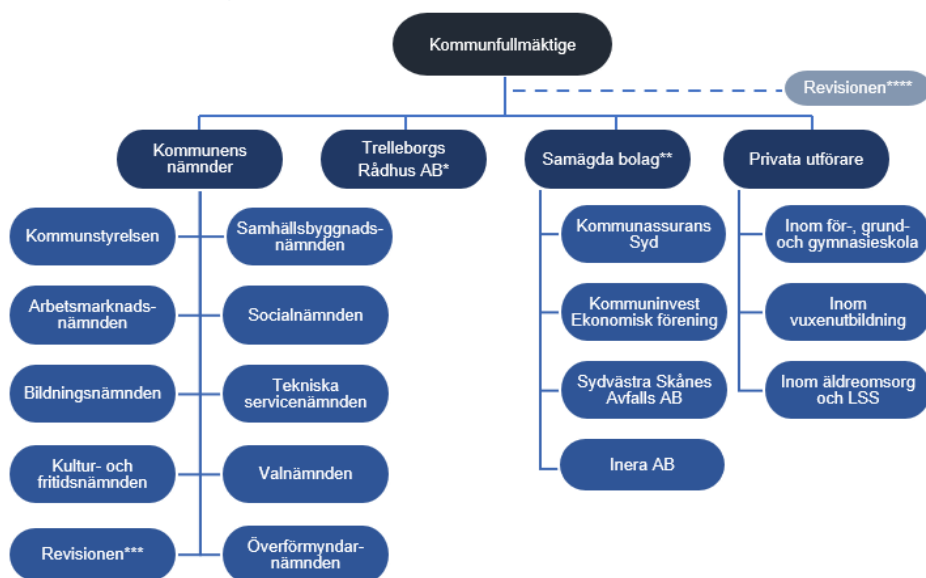 Kommunfullmäktige
Revisionen****
Kommunens
nämnder
Trelleborgs
Rådhus AB*
Samägda bolag**
Privata utförare
Kommunstyrelsen
Samhällsbyggnads-
nämnden
Arbetsmarknads-
nämnden
Socialnämnden
Bildningsnämnden
Tekniska
servicenämnden
Kultur- och
fritidsnämnden
Valnämnden
Revisionen***
Överförmyndar-
nämnden
Kommunassurans
Syd
Kommuninvest
Ekonomisk förening
Sydvästra Skånes
Avfalls AB
Inera AB
Inom för-, grund-
och gymnasieskola
Inom
vuxenutbildning
Inom äldreomsorg
och LSS